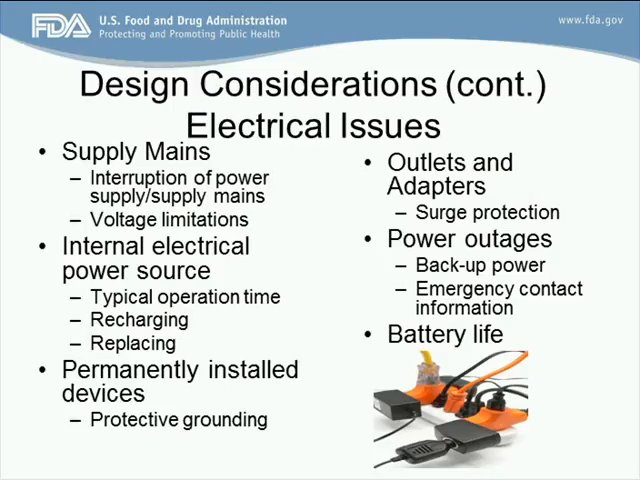 FDA
U.S. Food and Drug Administration
Protecting and Promoting Public Health
www.fda.gov
Design Considerations (cont.)
Electrical Issues
• Supply Mains
– Interruption of power
supply/supply mains
– Voltage limitations
• Internal electrical
power source
– Typical operation time
– Recharging
– Replacing
• Permanently installed
devices
– Protective grounding
• Outlets and
Adapters
– Surge protection
• Power outages
– Back-up power
– Emergency contact
information
• Battery life